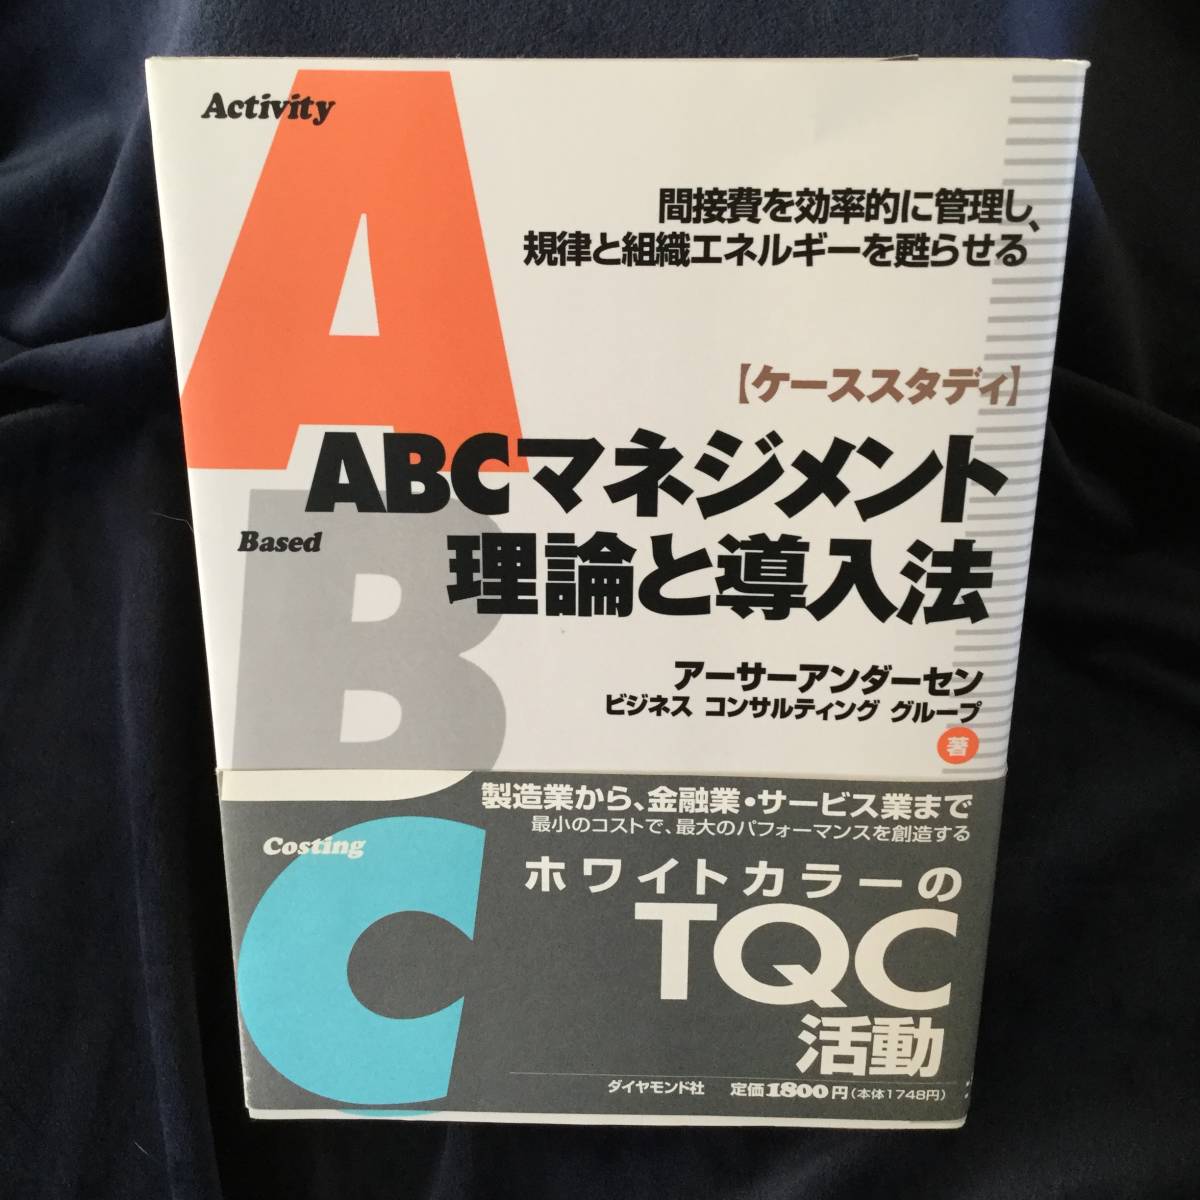 Activity
間接費を効率的に管理し、
規律と組織エネルギーを甦らせる
【ケーススタディ】
ABCマネジメント
理論と導入法
Based
アーサーアンダーセン
ビジネス コンサルティング グループ
著
製造業から、金融業・サービス業まで
最小のコストで、最大のパフォーマンスを創造する
Costing
ホワイトカラーの
TQC
活動
ダイヤモンド社 定価1800円(本体1748円)
A
B
C